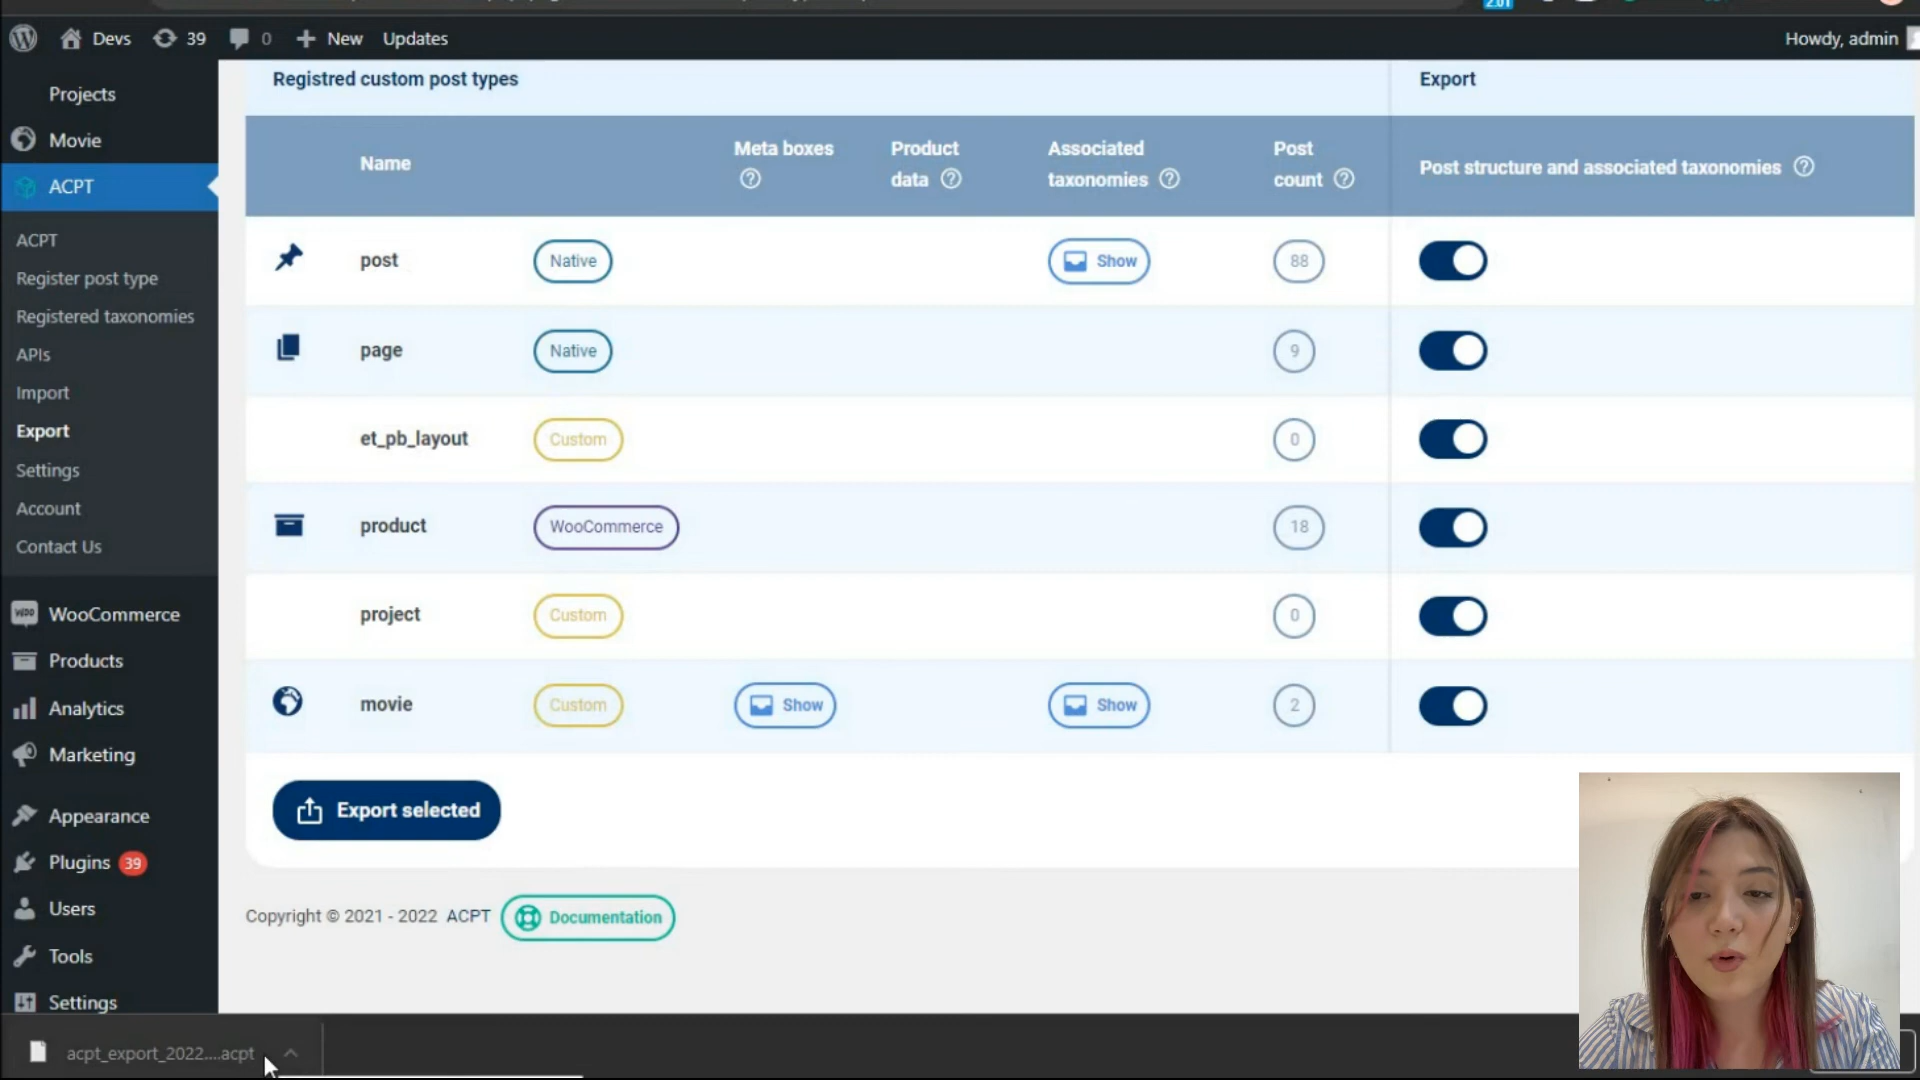 2:01
Devs
39
0
New
Updates
Howdy, admin
Projects
Movie
ACPT
ACPT
Register post type
Registered taxonomies
APIs
Import
Export
Settings
Account
Contact Us
WooCommerce
Products
Analytics
Marketing
Appearance
Plugins 39
Users
Tools
Settings
Registred custom post types
Export
Name
Meta boxes
Product data
Associated taxonomies
Post count
Post structure and associated taxonomies
post Native Show 88
page Native 9
et_pb_layout Custom 0
product WooCommerce 18
project Custom 0
movie Custom Show Show 2
Export selected
Copyright © 2021 - 2022 ACPT Documentation
acpt_export_2022....acpt